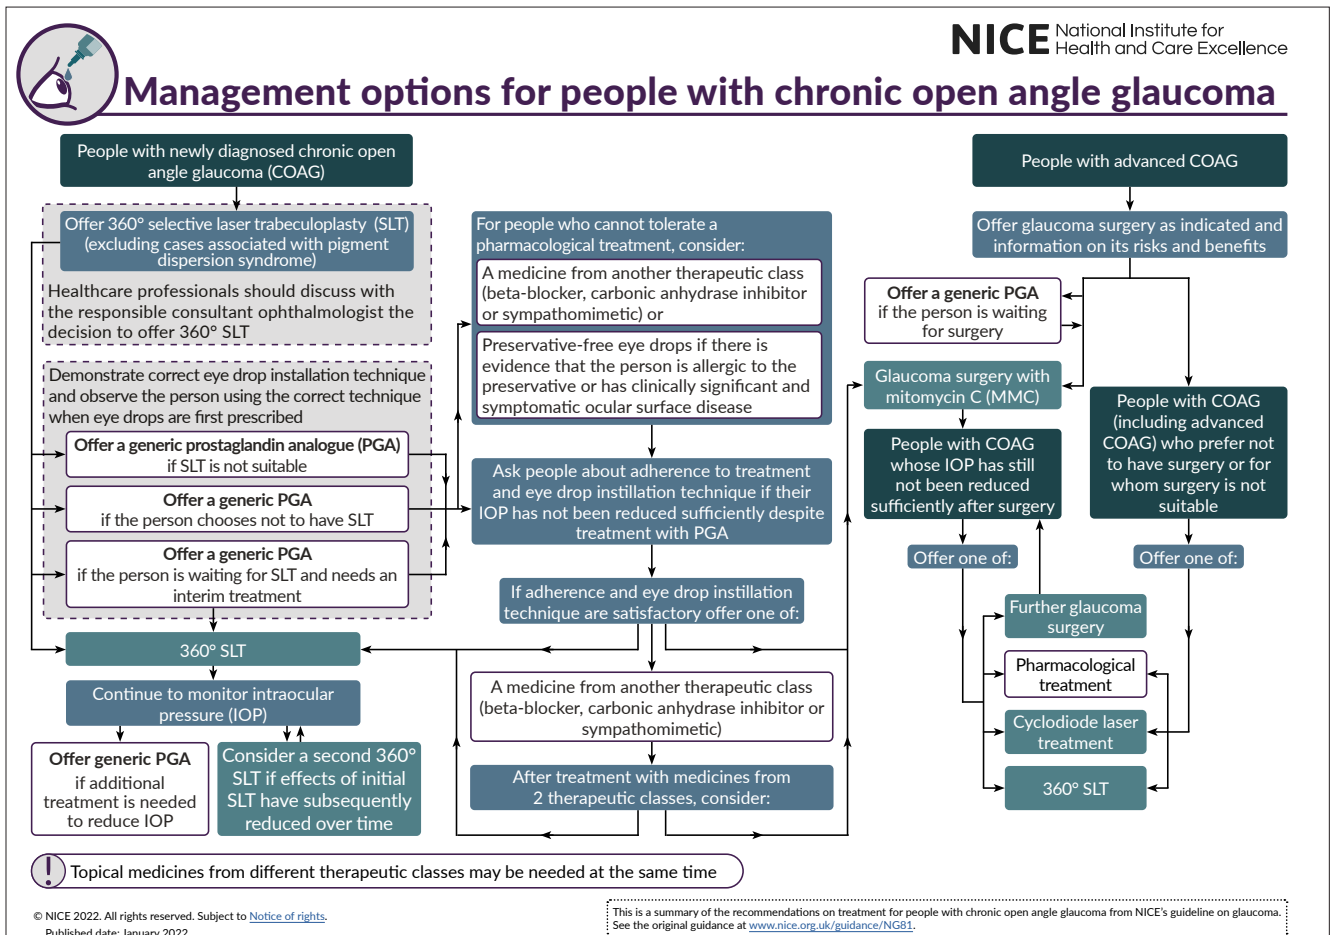 NICE National Institute for
Health and Care Excellence
Management options for people with chronic open angle glaucoma
People with newly diagnosed chronic open
angle glaucoma (COAG)
Offer 360° selective laser trabeculoplasty (SLT)
(excluding cases associated with pigment
dispersion syndrome)
Healthcare professionals should discuss with
the responsible consultant ophthalmologist the
decision to offer 360° SLT
Demonstrate correct eye drop installation technique
and observe the person using the correct technique
when eye drops are first prescribed
Offer a generic prostaglandin analogue (PGA)
if SLT is not suitable
Offer a generic PGA
if the person chooses not to have SLT
Offer a generic PGA
if the person is waiting for SLT and needs an
interim treatment
360° SLT
Continue to monitor intraocular
pressure (IOP)
Offer generic PGA
if additional
treatment is needed
to reduce IOP
Consider a second 360°
SLT if effects of initial
SLT have subsequently
reduced over time
For people who cannot tolerate a
pharmacological treatment, consider:
A medicine from another therapeutic class
(beta-blocker, carbonic anhydrase inhibitor
or sympathomimetic) or
Preservative-free eye drops if there is
evidence that the person is allergic to the
preservative or has clinically significant and
symptomatic ocular surface disease
Ask people about adherence to treatment
and eye drop instillation technique if their
IOP has not been reduced sufficiently despite
treatment with PGA
If adherence and eye drop instillation
technique are satisfactory offer one of:
A medicine from another therapeutic class
(beta-blocker, carbonic anhydrase inhibitor or
sympathomimetic)
After treatment with medicines from
2 therapeutic classes, consider:
People with advanced COAG
Offer glaucoma surgery as indicated and
information on its risks and benefits
Offer a generic PGA
if the person is waiting
for surgery
Glaucoma surgery with
mitomycin C (MMC)
People with COAG
whose IOP has still
not been reduced
sufficiently after surgery
Offer one of:
People with COAG
(including advanced
COAG) who prefer not
to have surgery or for
whom surgery is not
suitable
Offer one of:
Further glaucoma
surgery
Pharmacological
treatment
Cyclodiode laser
treatment
360° SLT
! Topical medicines from different therapeutic classes may be needed at the same time
© NICE 2022. All rights reserved. Subject to Notice of rights.
Published date: January 2022
This is a summary of the recommendations on treatment for people with chronic open angle glaucoma from NICE's guideline on glaucoma.
See the original guidance at www.nice.org.uk/guidance/NG81.